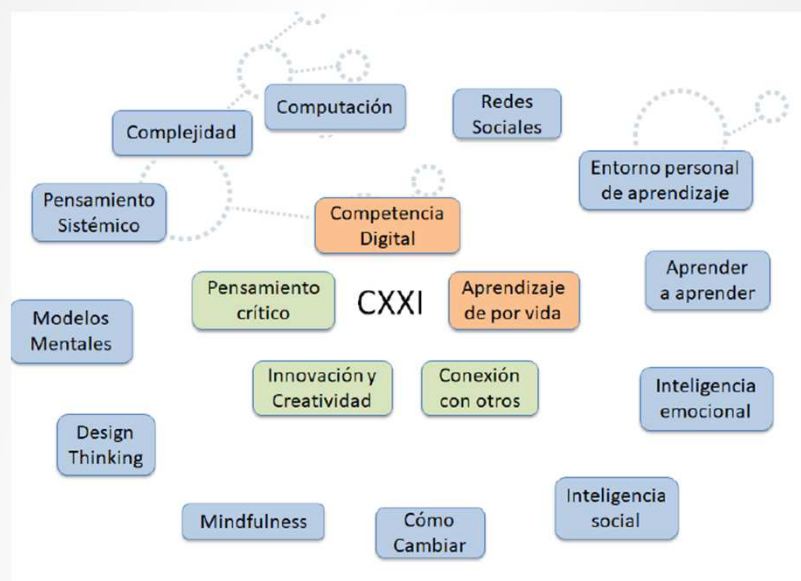 Computación
Redes
Sociales
Complejidad
Entorno personal
de aprendizaje
Pensamiento
Sistémico
Competencia
Digital
Aprender
a aprender
Pensamiento
crítico
CXXI
Aprendizaje
de por vida
Modelos
Mentales
Innovación y
Creatividad
Conexión
con otros
Inteligencia
emocional
Design
Thinking
Inteligencia
social
Mindfulness
Cómo
Cambiar